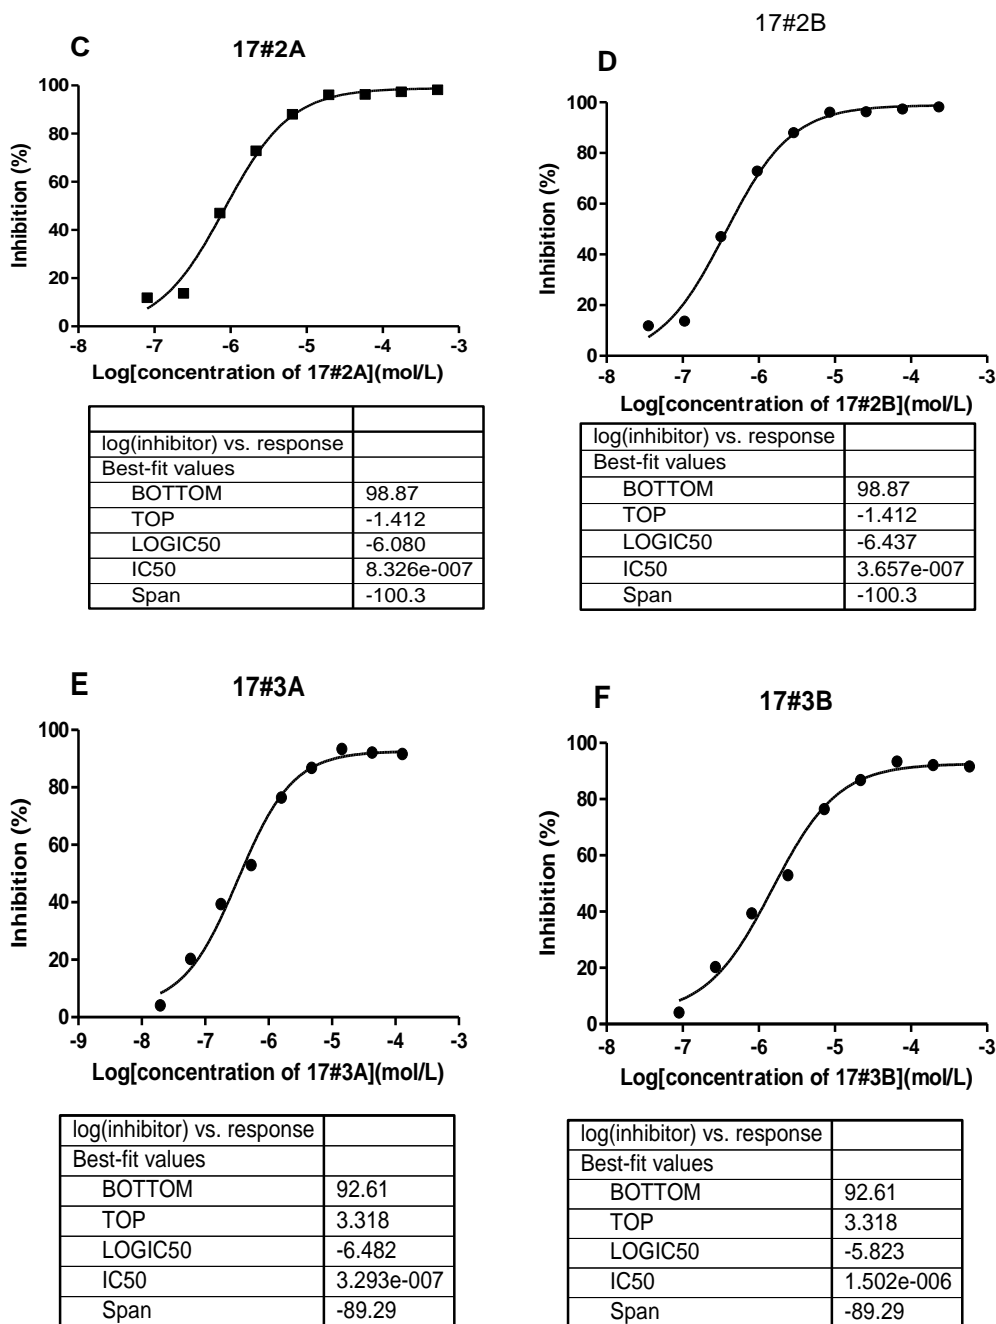 C
17#2A
Inhibition (%)
100
80
60
40
20
0
-8 -7 -6 -5 -4 -3
Log[concentration of 17#2A](mol/L)
log(inhibitor) vs. response
Best-fit values
BOTTOM 98.87
TOP -1.412
LOGIC50 -6.080
IC50 8.326e-007
Span -100.3
17#2B
D
Inhibition (%)
100
80
60
40
20
0
-8 -7 -6 -5 -4 -3
Log[concentration of 17#2B](mol/L)
log(inhibitor) vs. response
Best-fit values
BOTTOM 98.87
TOP -1.412
LOGIC50 -6.437
IC50 3.657e-007
Span -100.3
E
17#3A
Inhibition (%)
100
80
60
40
20
0
-9 -8 -7 -6 -5 -4 -3
Log[concentration of 17#3A](mol/L)
log(inhibitor) vs. response
Best-fit values
BOTTOM 92.61
TOP 3.318
LOGIC50 -6.482
IC50 3.293e-007
Span -89.29
F
17#3B
Inhibition (%)
100
80
60
40
20
0
-8 -7 -6 -5 -4 -3
Log[concentration of 17#3B](mol/L)
log(inhibitor) vs. response
Best-fit values
BOTTOM 92.61
TOP 3.318
LOGIC50 -5.823
IC50 1.502e-006
Span -89.29